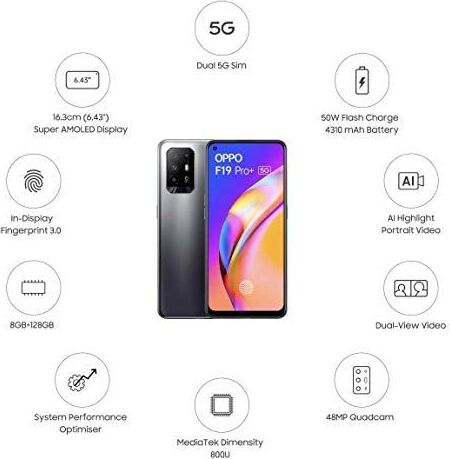 5G
Dual 5G Sim
6.43"
16.3cm (6,43")
Super AMOLED Display
50W Flash Charge
4310 mAh Battery
OPPO
F19 Pro+ 5G
In-Display
Fingerprint 3.0
AI
AI Highlight
Portrait Video
8GB+128GB
Dual-View Video
System Performance
Optimiser
MediaTek Dimensity
800U
48MP Quadcam